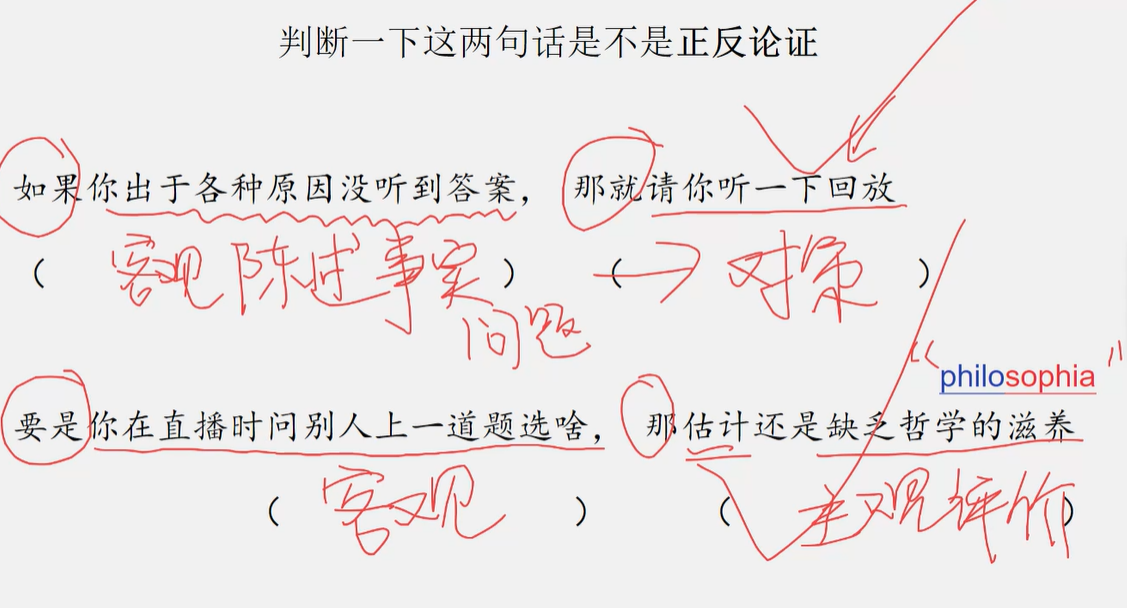 判断一下这两句话是不是正反论证
如果你出于各种原因没听到答案， 那就请你听一下回放
（ 客观陈述事实 ） （ → 对策 ）
问题
“philosophia”
要是你在直播时问别人上一道题选啥， 那估计还是缺乏哲学的滋养
（ 客观 ） （ 主观评价 ）